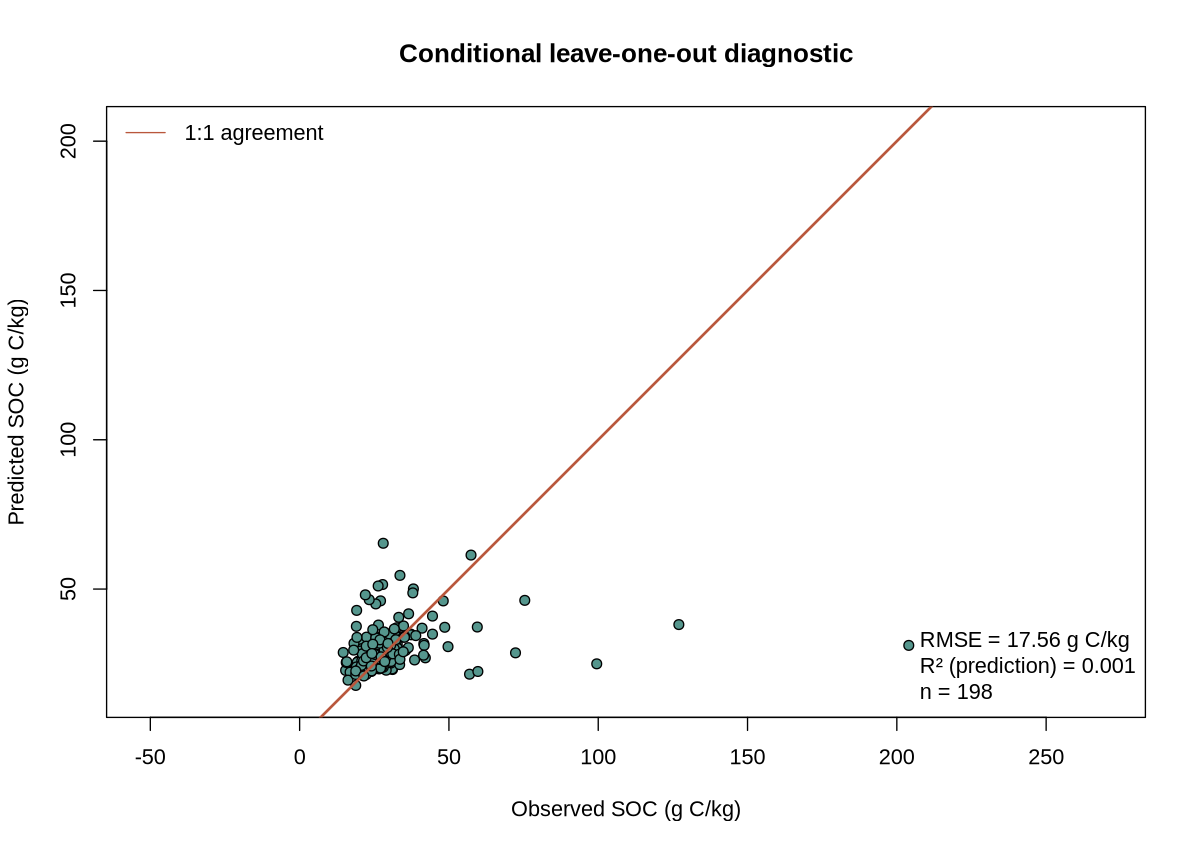 Conditional leave-one-out diagnostic
1:1 agreement
200
150
100
50
Predicted SOC (g C/kg)
RMSE = 17.56 g C/kg
R² (prediction) = 0.001
n = 198
-50 0 50 100 150 200 250
Observed SOC (g C/kg)